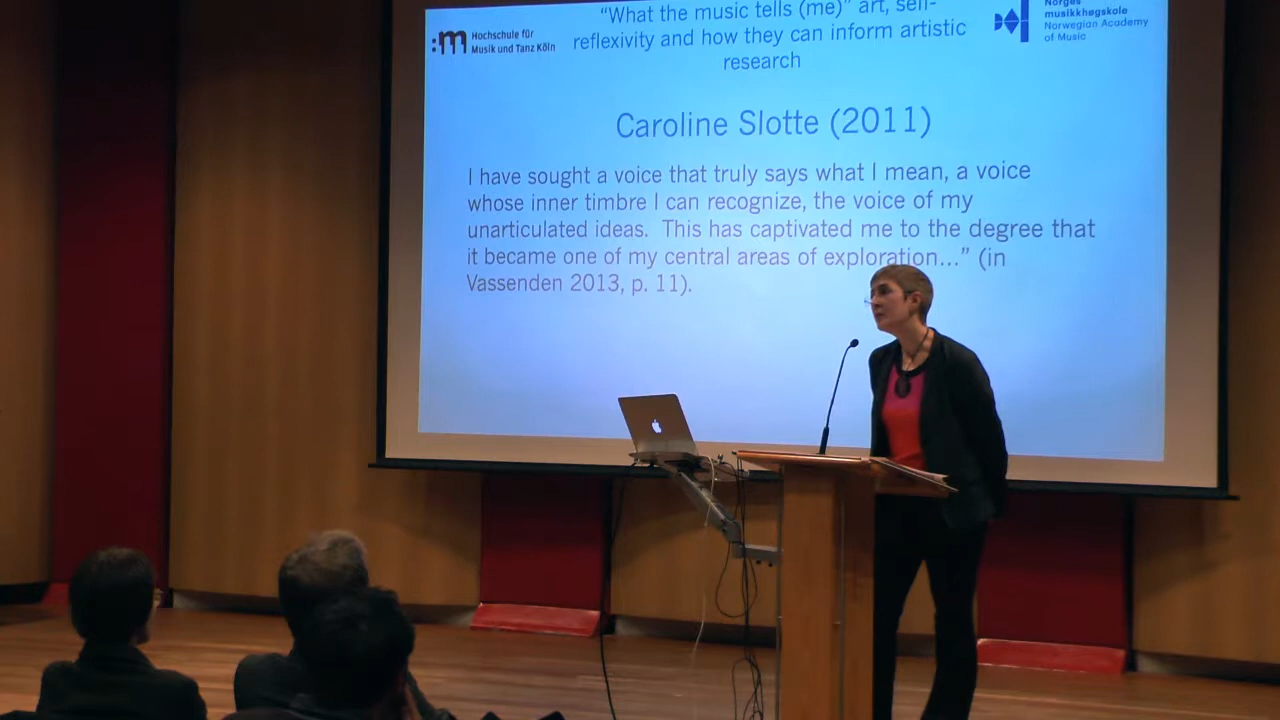 "What the music tells (me)" art, self-
reflexivity and how they can inform artistic
research
:m Hochschule für
Musik und Tanz Köln
Norges
musikkhøgskole
Norwegian Academy
of Music
Caroline Slotte (2011)
I have sought a voice that truly says what I mean, a voice
whose inner timbre I can recognize, the voice of my
unarticulated ideas. This has captivated me to the degree that
it became one of my central areas of exploration…" (in
Vassenden 2013, p. 11).